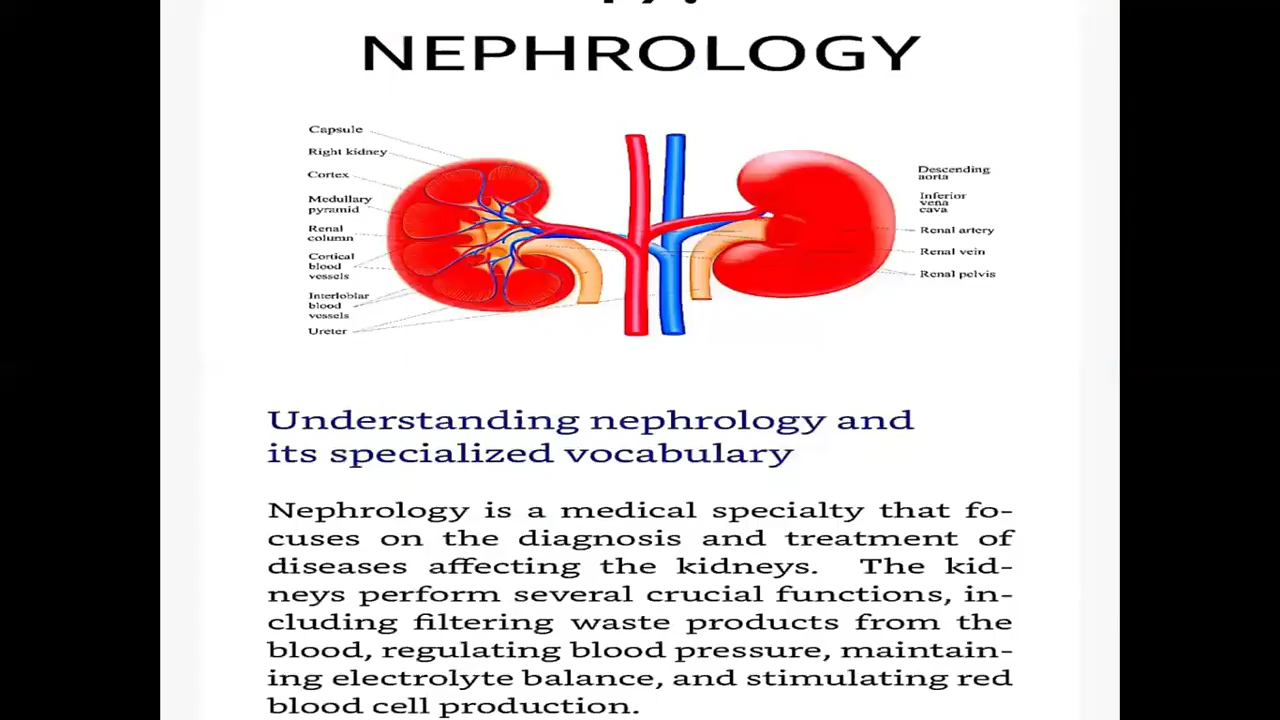 NEPHROLOGY
Capsule
Right kidney
Cortex
Medullary
pyramid
Renal
column
Cortical
blood
vessels
Interloblar
blood
vessels
Ureter
Descending
aorta
Inferior
vena
cava
Renal artery
Renal vein
Renal pelvis
Understanding nephrology and
its specialized vocabulary
Nephrology is a medical specialty that fo-
cuses on the diagnosis and treatment of
diseases affecting the kidneys. The kid-
neys perform several crucial functions, in-
cluding filtering waste products from the
blood, regulating blood pressure, maintain-
ing electrolyte balance, and stimulating red
blood cell production.